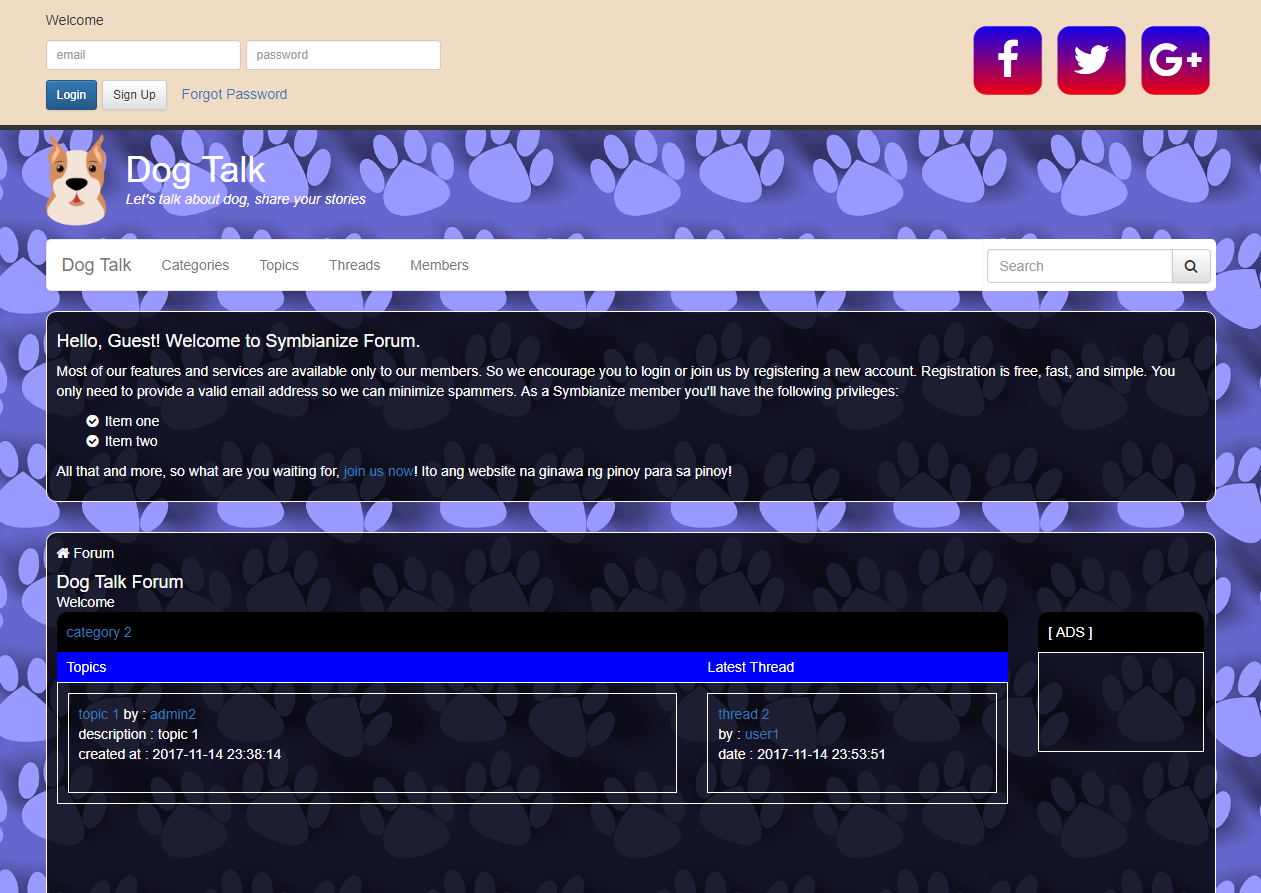 Welcome
email password
Login Sign Up Forgot Password
f G+
Dog Talk
Let's talk about dog, share your stories
Dog Talk Categories Topics Threads Members Search
Hello, Guest! Welcome to Symbianize Forum.
Most of our features and services are available only to our members. So we encourage you to login or join us by registering a new account. Registration is free, fast, and simple. You
only need to provide a valid email address so we can minimize spammers. As a Symbianize member you'll have the following privileges:
Item one
Item two
All that and more, so what are you waiting for, join us now! Ito ang website na ginawa ng pinoy para sa pinoy!
Forum
Dog Talk Forum
Welcome
category 2
Topics Latest Thread
topic 1 by : admin2
description : topic 1
created at : 2017-11-14 23:38:14
thread 2
by : user1
date : 2017-11-14 23:53:51
[ ADS ]